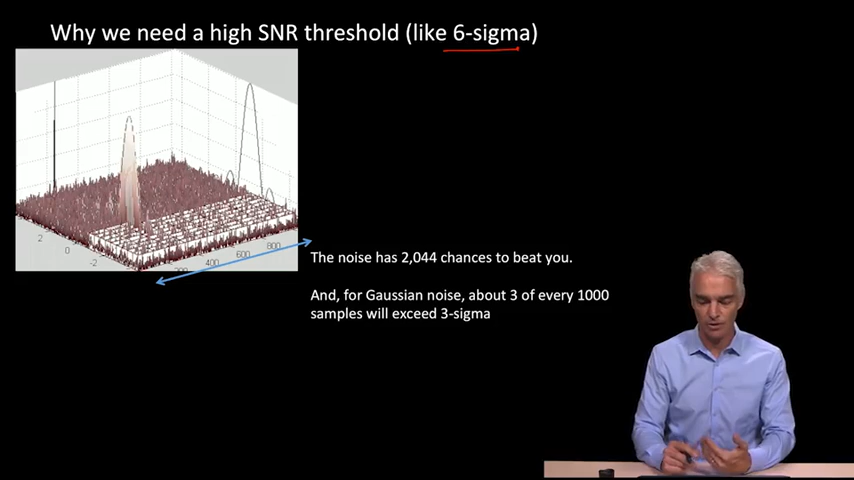 Why we need a high SNR threshold (like 6-sigma)
2
0
-2
200
400
600
800
The noise has 2,044 chances to beat you.
And, for Gaussian noise, about 3 of every 1000
samples will exceed 3-sigma